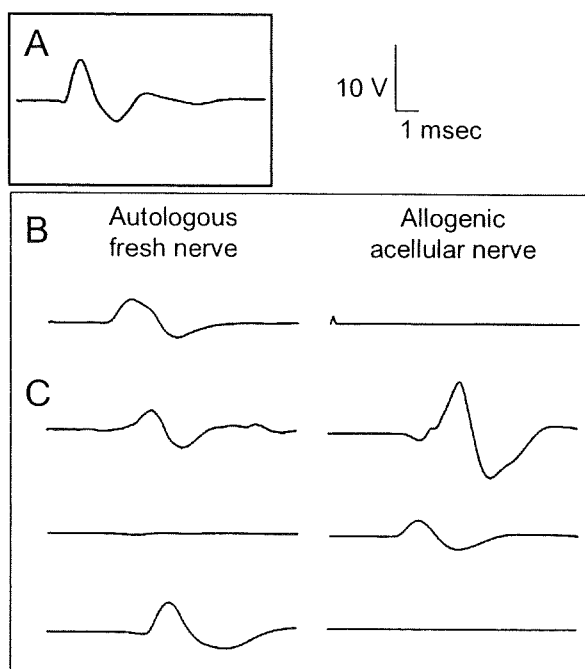 A
10 V
1 msec
B
Autologous
fresh nerve
Allogenic
acellular nerve
C